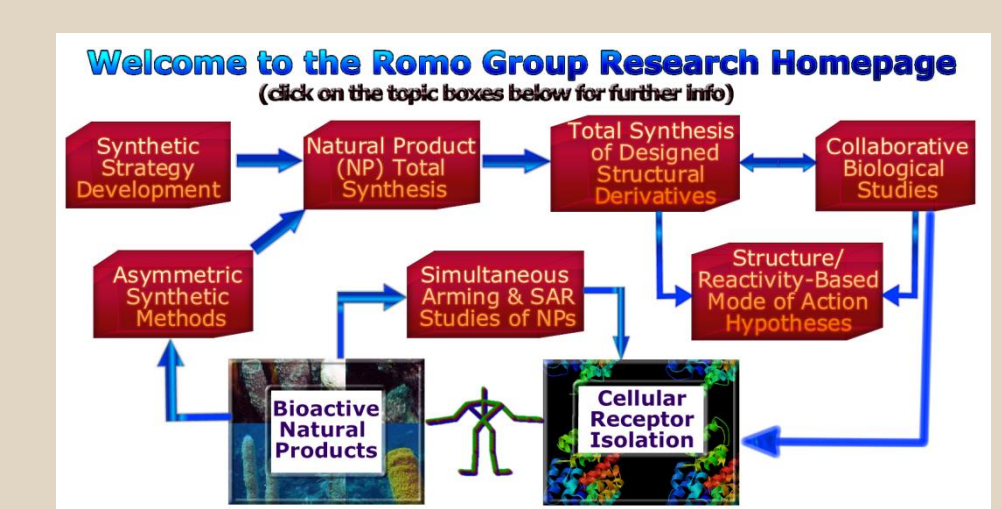 Welcome to the Romo Group Research Homepage
(click on the topic boxes below for further info)
Synthetic
Strategy
Development
Natural Product
(NP) Total
Synthesis
Total Synthesis
of Designed
Structural
Derivatives
Collaborative
Biological
Studies
Asymmetric
Synthetic
Methods
Simultaneous
Arming & SAR
Studies of NPs
Structure/
Reactivity-Based
Mode of Action
Hypotheses
Bioactive
Natural
Products
Cellular
Receptor
Isolation